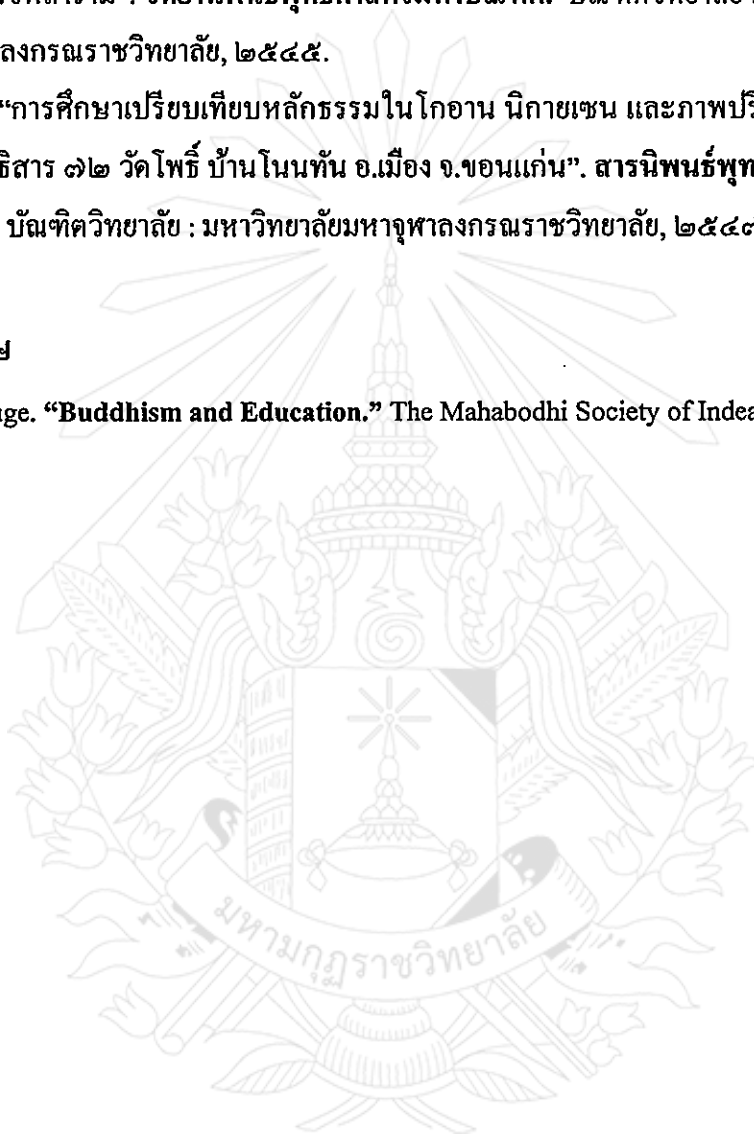 ลงกรณราชวิทยาลัย, ๒๕๔๕.
“การศึกษาเปรียบเทียบหลักธรรมในโกอาน นิกายเซน และภาพปริ
ธิสาร ๗๒ วัดโพธิ์ บ้านโนนทัน อ.เมือง จ.ขอนแก่น”. สารนิพนธ์พุท
บัณฑิตวิทยาลัย : มหาวิทยาลัยมหาจุฬาลงกรณราชวิทยาลัย, ๒๕๔๙
uge. “Buddhism and Education.” The Mahabodhi Society of Indea
มหามกุฏราชวิทยาลัย